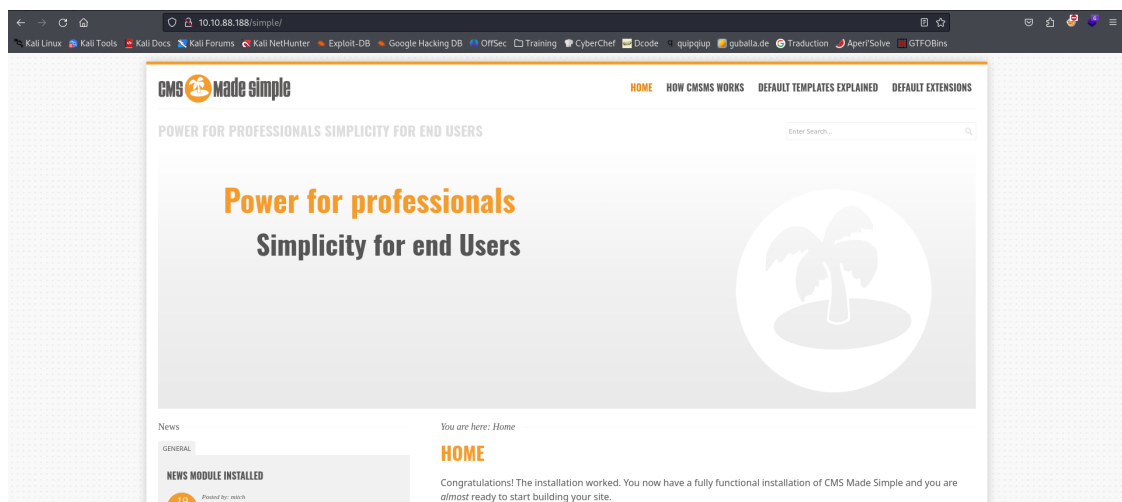 10.10.88.188/simple/
Kali Linux Kali Tools Kali Docs Kali Forums Kali NetHunter Exploit-DB Google Hacking DB OffSec Training CyberChef Dcode quipqiup guballa.de Traduction Aperi'Solve GTFOBins
CMS Made Simple
HOME HOW CMSMS WORKS DEFAULT TEMPLATES EXPLAINED DEFAULT EXTENSIONS
POWER FOR PROFESSIONALS SIMPLICITY FOR END USERS
Enter Search...
Power for professionals
Simplicity for end Users
News
GENERAL
NEWS MODULE INSTALLED
Posted by: mitch
You are here: Home
HOME
Congratulations! The installation worked. You now have a fully functional installation of CMS Made Simple and you are
almost ready to start building your site.